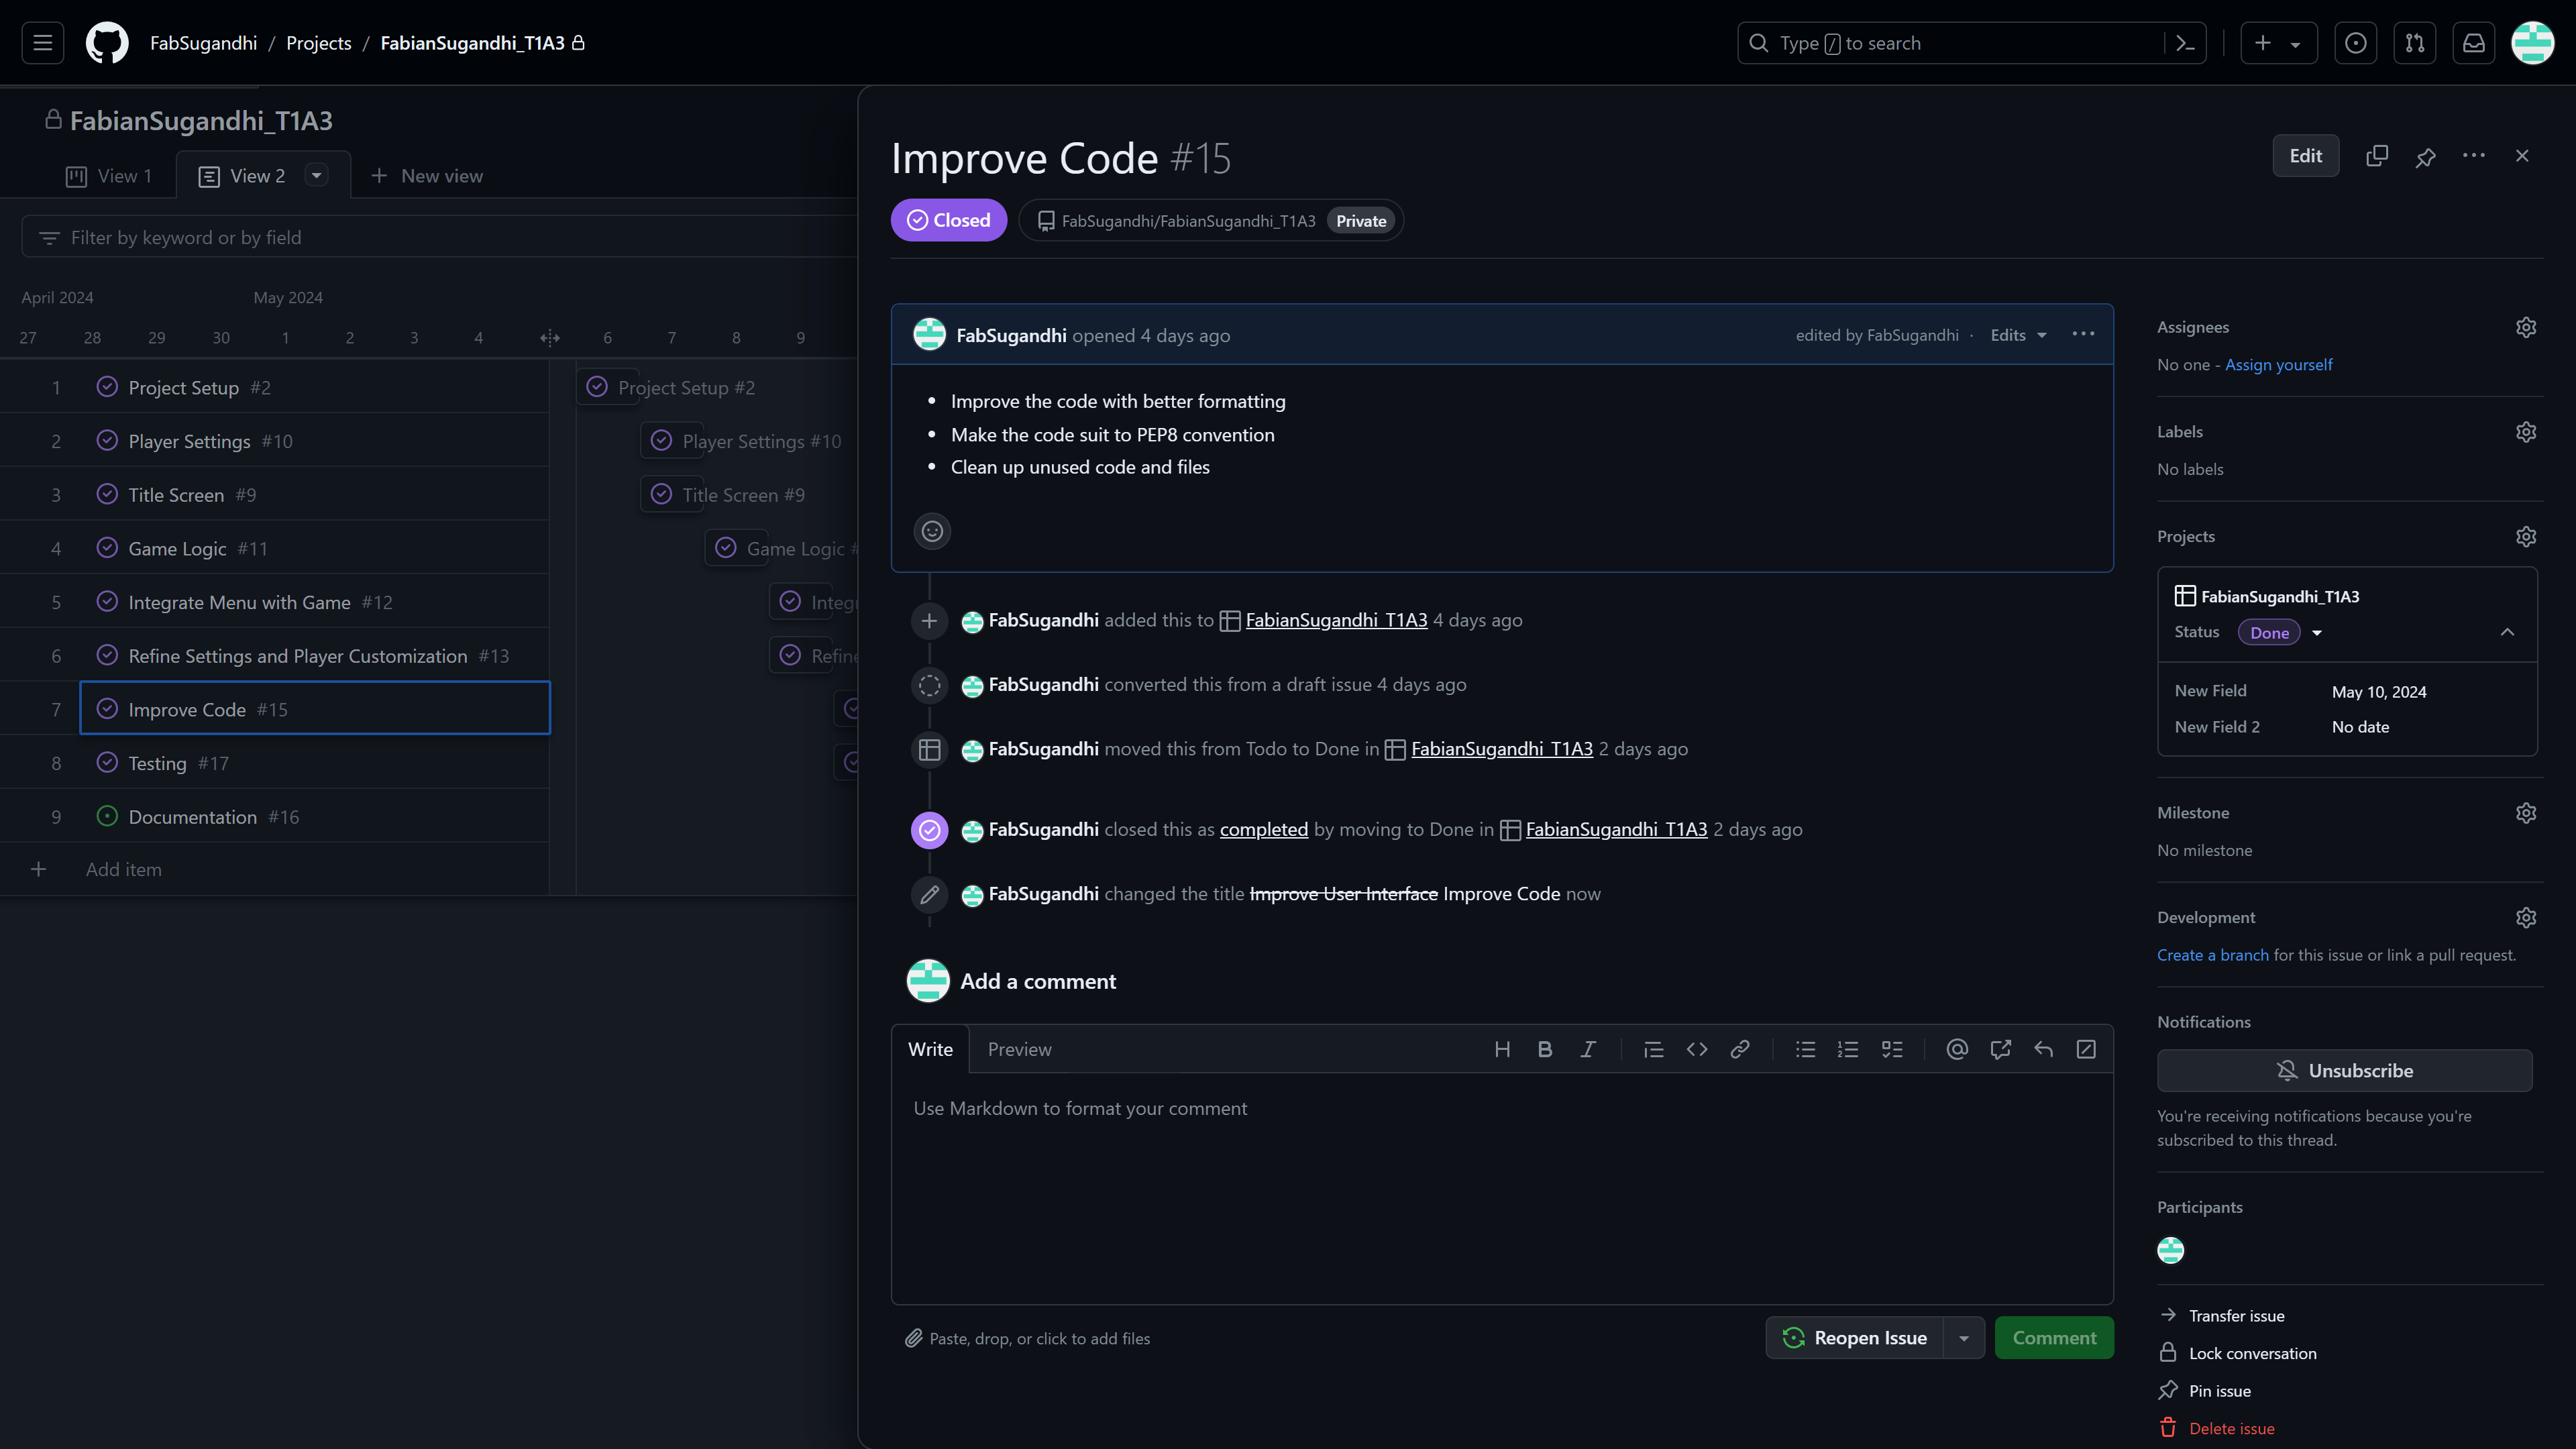 FabSugandhi / Projects / FabianSugandhi_T1A3
Type / to search
FabianSugandhi_T1A3
View 1
View 2
New view
Filter by keyword or by field
April 2024 May 2024
27 28 29 30 1 2 3 4 6 7 8 9
1 Project Setup #2 Project Setup #2
2 Player Settings #10 Player Settings #10
3 Title Screen #9 Title Screen #9
4 Game Logic #11 Game Logic #
5 Integrate Menu with Game #12 Integr
6 Refine Settings and Player Customization #13 Refine
7 Improve Code #15
8 Testing #17
9 Documentation #16
Add item
Improve Code #15
Edit
Closed
FabSugandhi/FabianSugandhi_T1A3 Private
FabSugandhi opened 4 days ago
edited by FabSugandhi · Edits
Improve the code with better formatting
Make the code suit to PEP8 convention
Clean up unused code and files
FabSugandhi added this to FabianSugandhi_T1A3 4 days ago
FabSugandhi converted this from a draft issue 4 days ago
FabSugandhi moved this from Todo to Done in FabianSugandhi_T1A3 2 days ago
FabSugandhi closed this as completed by moving to Done in FabianSugandhi_T1A3 2 days ago
FabSugandhi changed the title Improve User Interface Improve Code now
Add a comment
Write
Preview
Use Markdown to format your comment
Paste, drop, or click to add files
Reopen Issue
Comment
Assignees
No one - Assign yourself
Labels
No labels
Projects
FabianSugandhi_T1A3
Status Done
New Field May 10, 2024
New Field 2 No date
Milestone
No milestone
Development
Create a branch for this issue or link a pull request.
Notifications
Unsubscribe
You're receiving notifications because you're
subscribed to this thread.
Participants
Transfer issue
Lock conversation
Pin issue
Delete issue